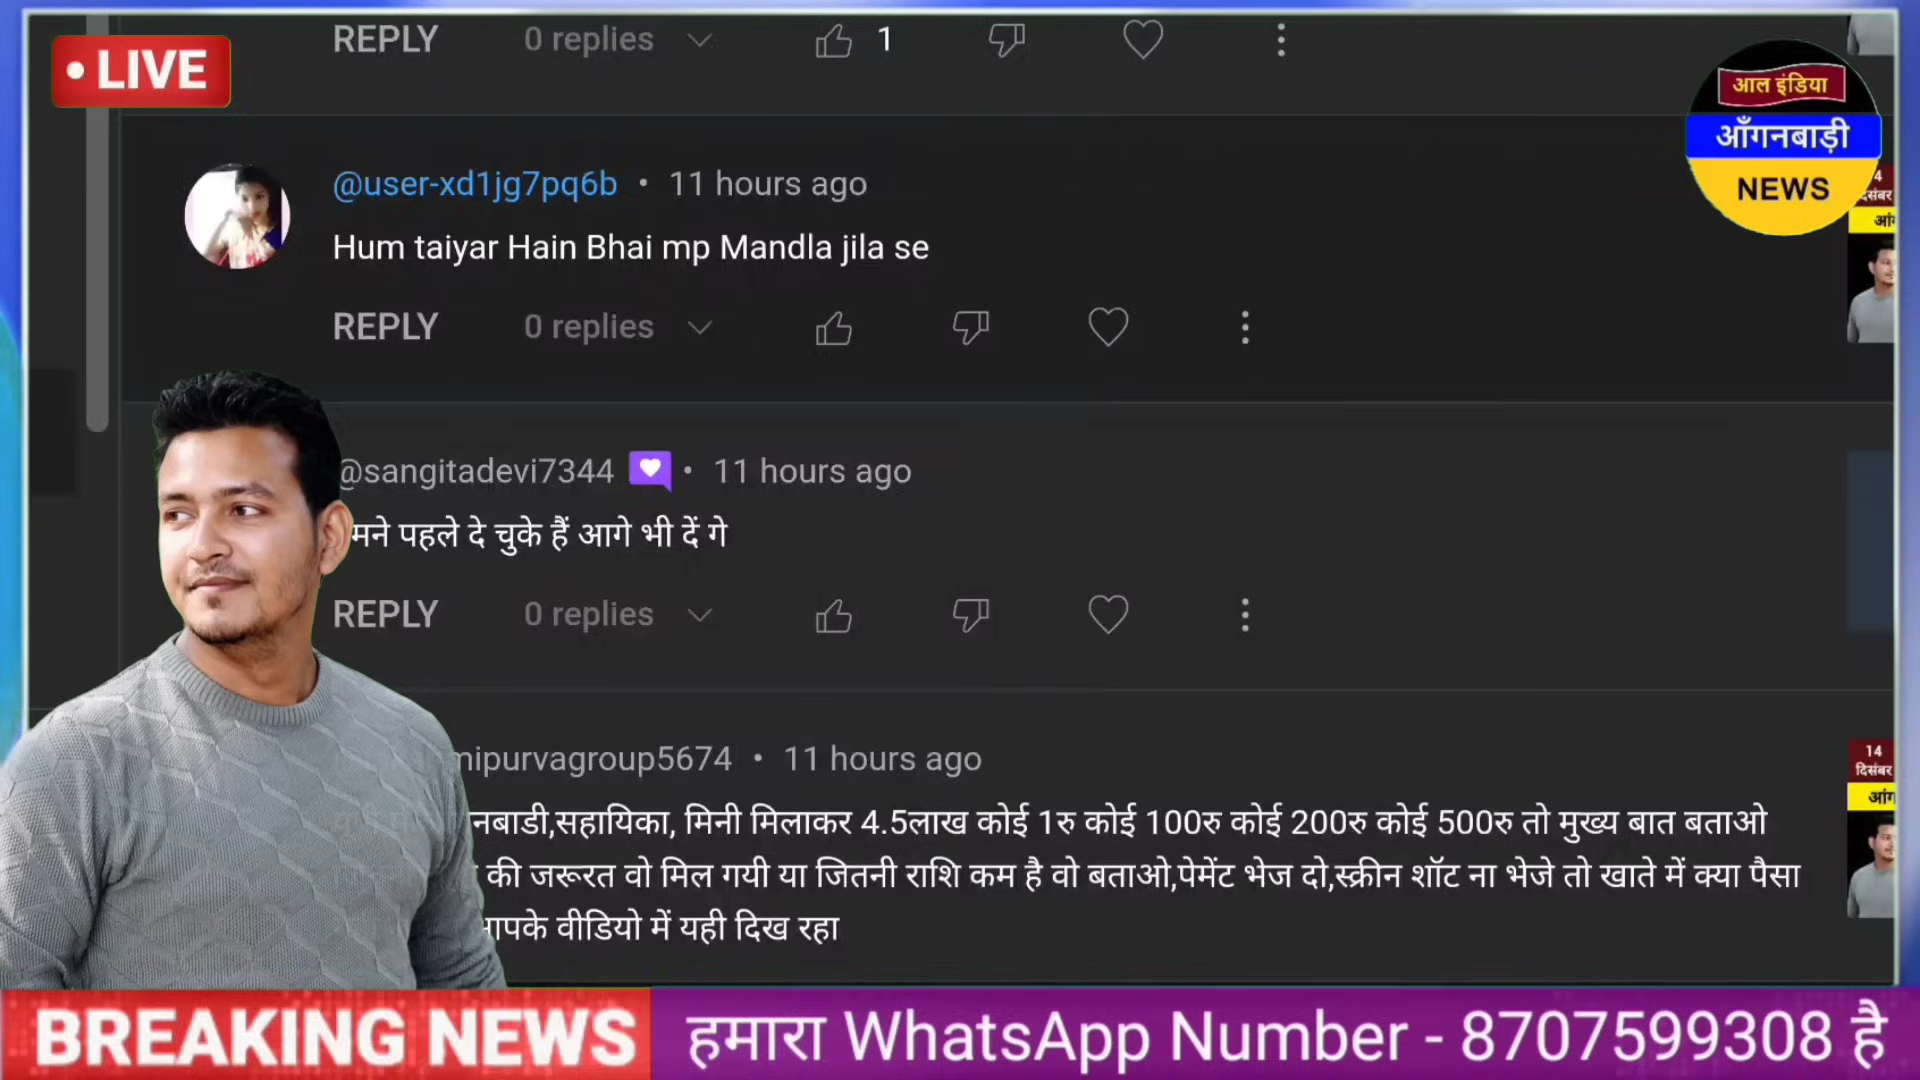 REPLY 0 replies 1
• LIVE
आल इंडिया
आँगनबाड़ी
NEWS
@user-xd1jg7pq6b • 11 hours ago
Hum taiyar Hain Bhai mp Mandla jila se
REPLY 0 replies
@sangitadevi7344 • 11 hours ago
मने पहले दे चुके हैं आगे भी दें गे
REPLY 0 replies
mipurvagroup5674 • 11 hours ago
नबाडी,सहायिका, मिनी मिलाकर 4.5लाख कोई 1रु कोई 100रु कोई 200रु कोई 500रु तो मुख्य बात बताओ
की जरूरत वो मिल गयी या जितनी राशि कम है वो बताओ,पेमेंट भेज दो,स्क्रीन शॉट ना भेजे तो खाते में क्या पैसा
पके वीडियो में यही दिख रहा
4
दिसंबर
आं
14
दिसंबर
आंग
BREAKING NEWS हमारा WhatsApp Number - 8707599308 है